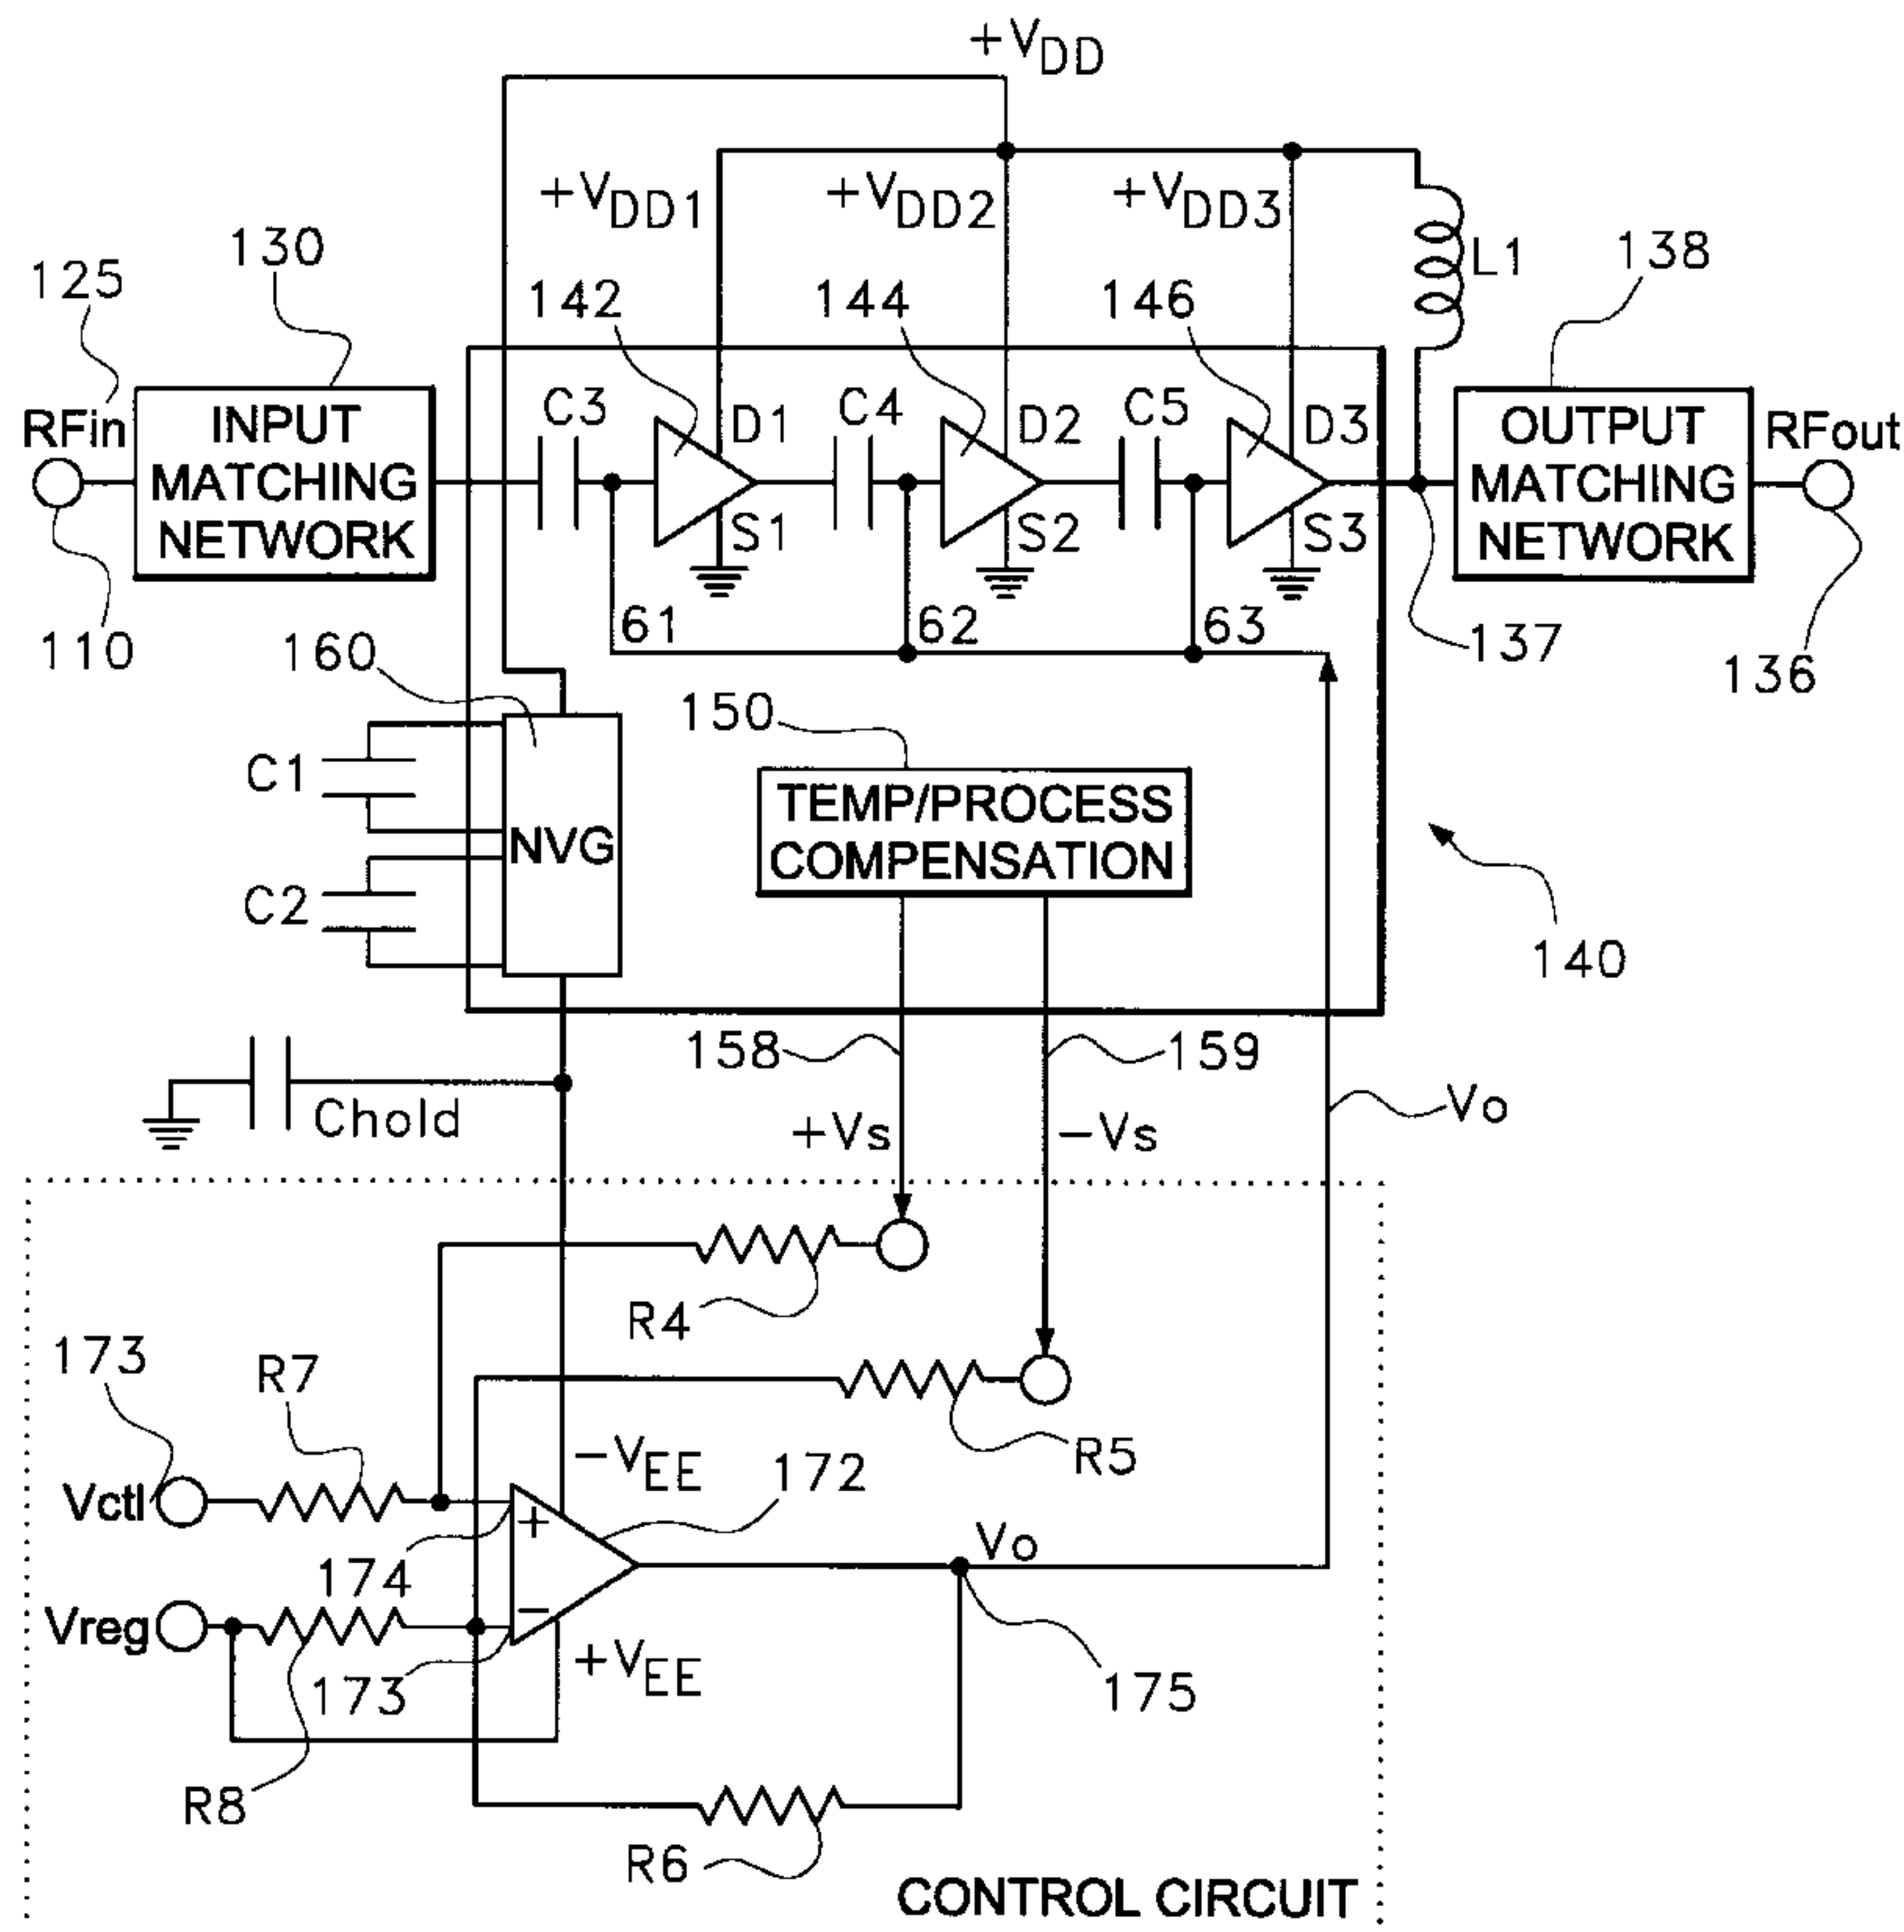 +VDD
+VDD1
+VDD2
+VDD3
130
125
142
144
146
L1
138
RFin
INPUT
MATCHING
NETWORK
C3
D1
C4
D2
C5
D3
OUTPUT
MATCHING
NETWORK
RFout
S1
S2
S3
110
160
61
62
63
137
136
150
C1
TEMP/PROCESS
COMPENSATION
NVG
C2
140
158
159
Chold
+Vs
−Vs
Vo
R4
173
R7
R5
−VEE
172
Vctl
+
174
Vo
Vreg
−
173
+VEE
175
R8
R6
CONTROL CIRCUIT